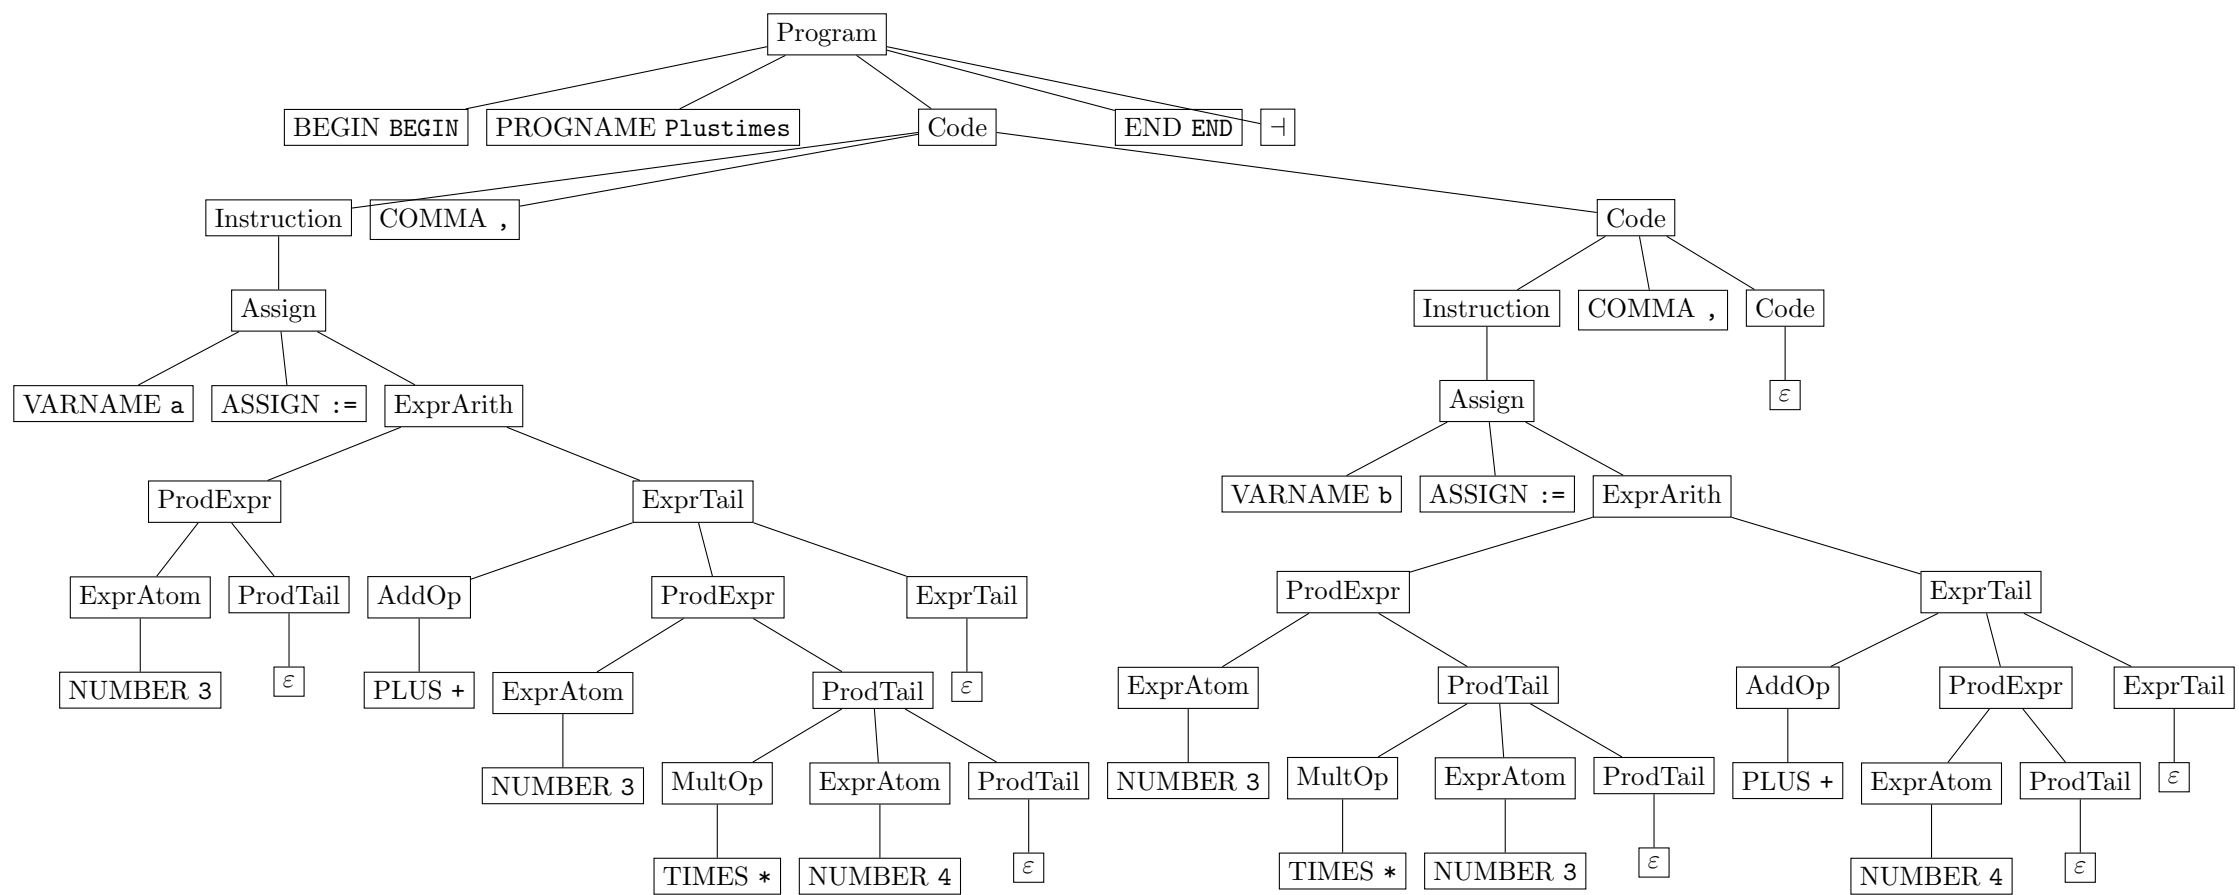 Program
BEGIN BEGIN PROGNAME Plustimes Code END END ⊣
Instruction COMMA , Code
Assign Instruction COMMA , Code
VARNAME a ASSIGN := ExprArith Assign ε
ProdExpr ExprTail VARNAME b ASSIGN := ExprArith
ExprAtom ProdTail AddOp ProdExpr ExprTail ProdExpr ExprTail
NUMBER 3 ε PLUS + ExprAtom ProdTail ε ExprAtom ProdTail AddOp ProdExpr ExprTail
NUMBER 3 MultOp ExprAtom ProdTail NUMBER 3 MultOp ExprAtom ProdTail PLUS + ExprAtom ProdTail ε
TIMES * NUMBER 4 ε TIMES * NUMBER 3 ε NUMBER 4 ε